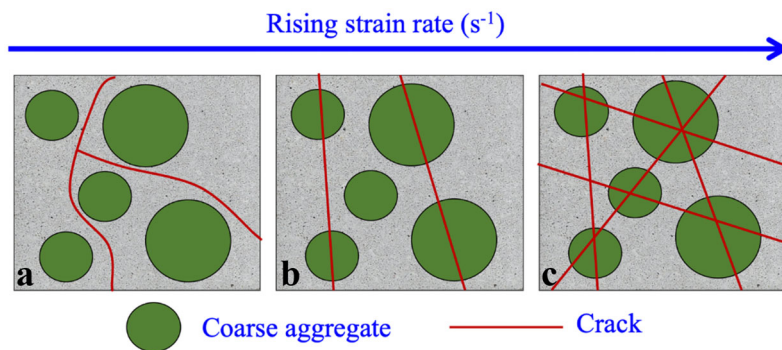 Rising strain rate (s⁻¹)
a
b
c
Coarse aggregate
Crack